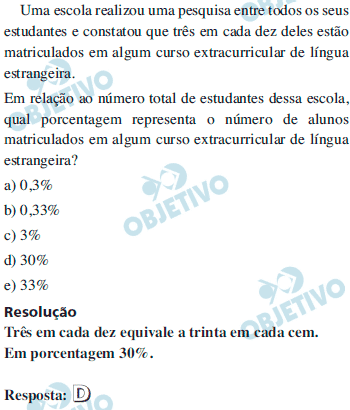 Uma escola realizou uma pesquisa entre todos os seus
estudantes e constatou que três em cada dez deles estão
matriculados em algum curso extracurricular de língua
estrangeira.
Em relação ao número total de estudantes dessa escola,
qual porcentagem representa o número de alunos
matriculados em algum curso extracurricular de língua
estrangeira?
a) 0,3%
b) 0,33%
c) 3%
d) 30%
e) 33%
Resolução
Três em cada dez equivale a trinta em cada cem.
Em porcentagem 30%.
Resposta: D
OBJETIVO
OBJETIVO
OBJETIVO
OBJETIVO